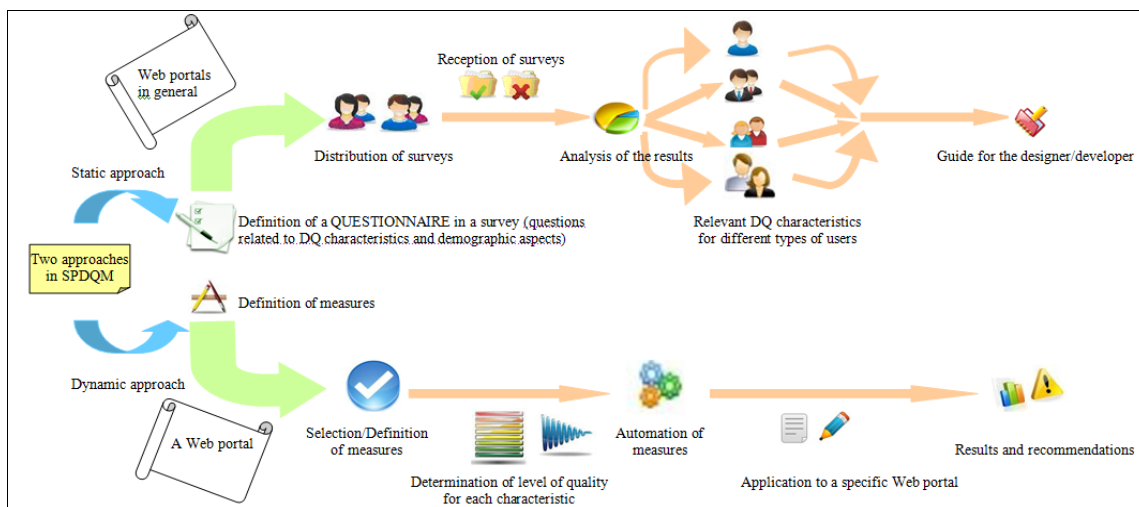 Web portals
in general
Reception of surveys
Distribution of surveys
Analysis of the results
Guide for the designer/developer
Static approach
Definition of a QUESTIONNAIRE in a survey (questions
related to DQ characteristics and demographic aspects)
Relevant DQ characteristics
for different types of users
Two approaches
in SPDQM
Definition of measures
Dynamic approach
A Web portal
Selection/Definition
of measures
Automation of
measures
Results and recommendations
Determination of level of quality
for each characteristic
Application to a specific Web portal